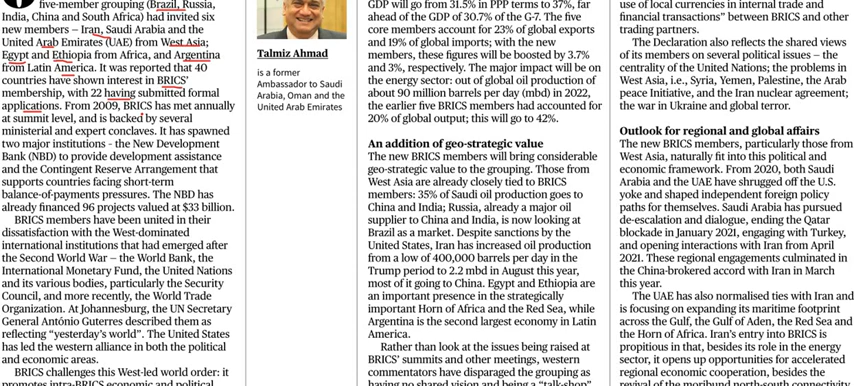 five-member grouping (Brazil, Russia,
India, China and South Africa) had invited six
new members — Iran, Saudi Arabia and the
United Arab Emirates (UAE) from West Asia;
Egypt and Ethiopia from Africa, and Argentina
from Latin America. It was reported that 40
countries have shown interest in BRICS'
membership, with 22 having submitted formal
applications. From 2009, BRICS has met annually
at summit level, and is backed by several
ministerial and expert conclaves. It has spawned
two major institutions - the New Development
Bank (NBD) to provide development assistance
and the Contingent Reserve Arrangement that
supports countries facing short-term
balance-of-payments pressures. The NBD has
already financed 96 projects valued at $33 billion.
BRICS members have been united in their
dissatisfaction with the West-dominated
international institutions that had emerged after
the Second World War — the World Bank, the
International Monetary Fund, the United Nations
and its various bodies, particularly the Security
Council, and more recently, the World Trade
Organization. At Johannesburg, the UN Secretary
General António Guterres described them as
reflecting “yesterday’s world”. The United States
has led the western alliance in both the political
and economic areas.
BRICS challenges this West-led world order: it
promotes intra-BRICS economic and political
Talmiz Ahmad
is a former
Ambassador to Saudi
Arabia, Oman and the
United Arab Emirates
GDP will go from 31.5% in PPP terms to 37%, far
ahead of the GDP of 30.7% of the G-7. The five
core members account for 23% of global exports
and 19% of global imports; with the new
members, these figures will be boosted by 3.7%
and 3%, respectively. The major impact will be on
the energy sector: out of global oil production of
about 90 million barrels per day (mbd) in 2022,
the earlier five BRICS members had accounted for
20% of global output; this will go to 42%.
An addition of geo-strategic value
The new BRICS members will bring considerable
geo-strategic value to the grouping. Those from
West Asia are already closely tied to BRICS
members: 35% of Saudi oil production goes to
China and India; Russia, already a major oil
supplier to China and India, is now looking at
Brazil as a market. Despite sanctions by the
United States, Iran has increased oil production
from a low of 400,000 barrels per day in the
Trump period to 2.2 mbd in August this year,
most of it going to China. Egypt and Ethiopia are
an important presence in the strategically
important Horn of Africa and the Red Sea, while
Argentina is the second largest economy in Latin
America.
Rather than look at the issues being raised at
BRICS’ summits and other meetings, western
commentators have disparaged the grouping as
having no shared vision and being a “talk-shop”
use of local currencies in internal trade and
financial transactions” between BRICS and other
trading partners.
The Declaration also reflects the shared views
of its members on several political issues — the
centrality of the United Nations; the problems in
West Asia, i.e., Syria, Yemen, Palestine, the Arab
peace Initiative, and the Iran nuclear agreement;
the war in Ukraine and global terror.
Outlook for regional and global affairs
The new BRICS members, particularly those from
West Asia, naturally fit into this political and
economic framework. From 2020, both Saudi
Arabia and the UAE have shrugged off the U.S.
yoke and shaped independent foreign policy
paths for themselves. Saudi Arabia has pursued
de-escalation and dialogue, ending the Qatar
blockade in January 2021, engaging with Turkey,
and opening interactions with Iran from April
2021. These regional engagements culminated in
the China-brokered accord with Iran in March
this year.
The UAE has also normalised ties with Iran and
is focusing on expanding its maritime footprint
across the Gulf, the Gulf of Aden, the Red Sea and
the Horn of Africa. Iran’s entry into BRICS is
propitious in that, besides its role in the energy
sector, it opens up opportunities for accelerated
regional economic cooperation, besides the
revival of the moribund north-south connectivity